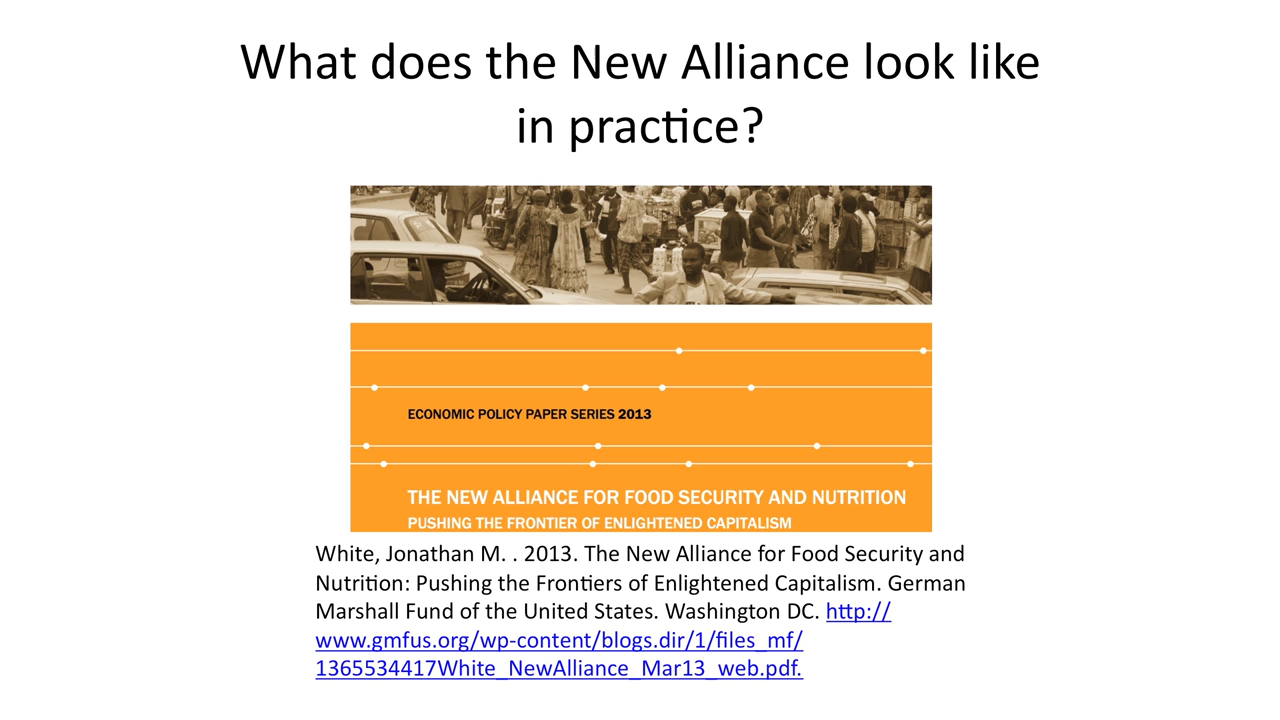 What does the New Alliance look like
in practice?
ECONOMIC POLICY PAPER SERIES 2013
THE NEW ALLIANCE FOR FOOD SECURITY AND NUTRITION
PUSHING THE FRONTIER OF ENLIGHTENED CAPITALISM
White, Jonathan M. . 2013. The New Alliance for Food Security and
Nutrition: Pushing the Frontiers of Enlightened Capitalism. German
Marshall Fund of the United States. Washington DC. http://
www.gmfus.org/wp-content/blogs.dir/1/files_mf/
1365534417White_NewAlliance_Mar13_web.pdf.